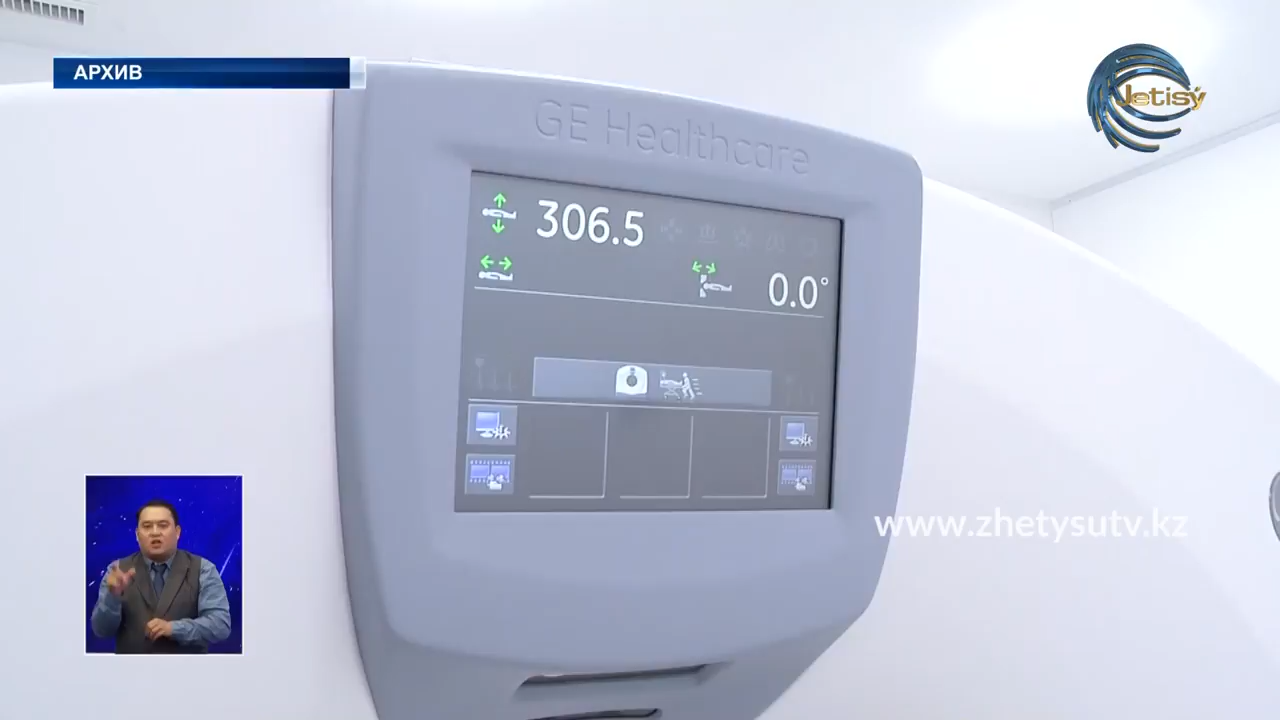 АРХИВ
Jetisý
GE Healthcare
306.5
0.0°
www.zhetysutv.kz